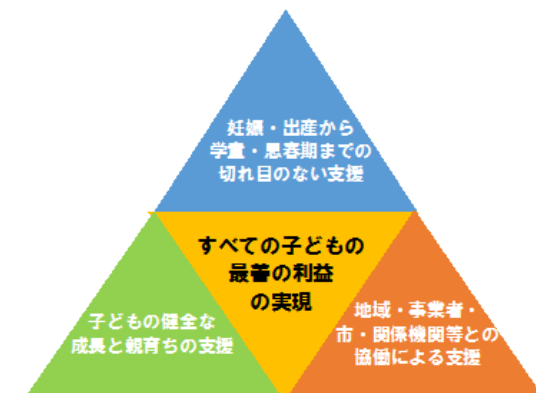 妊娠・出産から
学童・思春期までの
切れ目のない支援
すべての子どもの
最善の利益
の実現
子どもの健全な
成長と親育ちの支援
地域・事業者・
市・関係機関等との
協働による支援